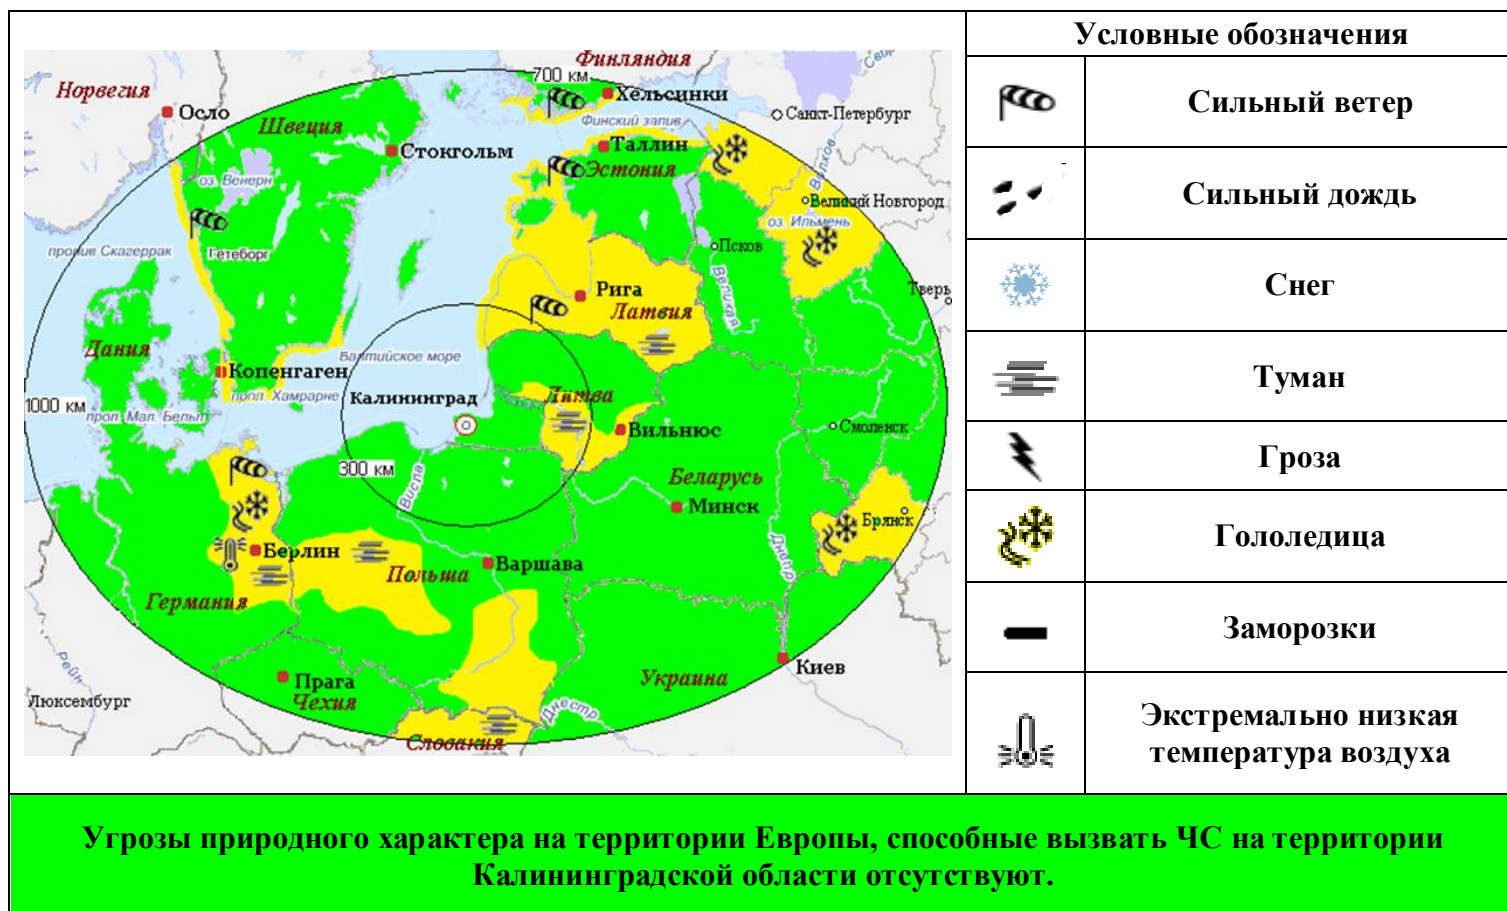 Условные обозначения
Сильный ветер
Сильный дождь
Снег
Туман
Гроза
Гололедица
Заморозки
Экстремально низкая
температура воздуха
Финляндия
700 км
Норвегия
Хельсинки
Осло
Санкт-Петербург
Швеция
Финский залив
Таллин
Стокгольм
Эстония
Волхов
оз. Венерн
Великий Новгород
оз. Ильмень
пролив Скагеррак
Гетеборг
Псков
Великая
Рига
Тверь
Латвия
Дания
Балтийское море
Копенгаген
прол. Хамрарне
Калининград
Литва
1000 км
прол. Мал. Бельт
Вильнюс
Смоленск
300 км
Висла
Беларусь
Минск
Брянск
Берлин
Польша
Варшава
Днепр
Германия
Киев
Украина
Рейн
Прага
Чехия
Люксембург
Днестр
Словакия
Угрозы природного характера на территории Европы, способные вызвать ЧС на территории
Калининградской области отсутствуют.